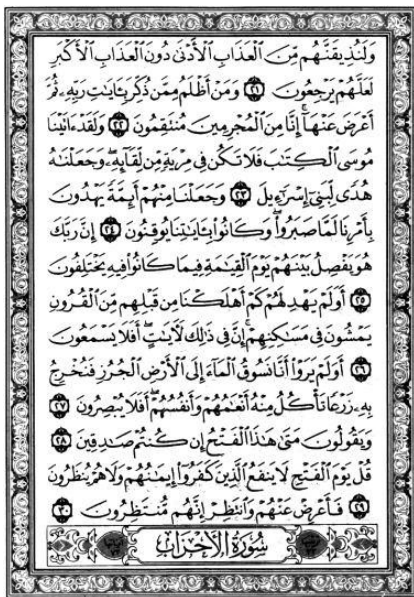 وَلَنُذِيقَنَّهُم مِّنَ ٱلْعَذَابِ ٱلْأَدْنَىٰ دُونَ ٱلْعَذَابِ ٱلْأَكْبَرِ
لَعَلَّهُمْ يَرْجِعُونَ ٢١ وَمَنْ أَظْلَمُ مِمَّن ذُكِّرَ بِـَٔايَـٰتِ رَبِّهِۦ ثُمَّ
أَعْرَضَ عَنْهَآ ۚ إِنَّا مِنَ ٱلْمُجْرِمِينَ مُنتَقِمُونَ ٢٢ وَلَقَدْ ءَاتَيْنَا
مُوسَى ٱلْكِتَـٰبَ فَلَا تَكُن فِى مِرْيَةٍ مِّن لِّقَآئِهِۦ ۖ وَجَعَلْنَـٰهُ
هُدًى لِّبَنِىٓ إِسْرَٰٓءِيلَ ٢٣ وَجَعَلْنَا مِنْهُمْ أَئِمَّةً يَهْدُونَ
بِأَمْرِنَا لَمَّا صَبَرُوا۟ ۖ وَكَانُوا۟ بِـَٔايَـٰتِنَا يُوقِنُونَ ٢٤ إِنَّ رَبَّكَ
هُوَ يَفْصِلُ بَيْنَهُمْ يَوْمَ ٱلْقِيَـٰمَةِ فِيمَا كَانُوا۟ فِيهِ يَخْتَلِفُونَ
٢٥ أَوَلَمْ يَهْدِ لَهُمْ كَمْ أَهْلَكْنَا مِن قَبْلِهِم مِّنَ ٱلْقُرُونِ
يَمْشُونَ فِى مَسَـٰكِنِهِمْ ۚ إِنَّ فِى ذَٰلِكَ لَـَٔايَـٰتٍ ۖ أَفَلَا يَسْمَعُونَ
٢٦ أَوَلَمْ يَرَوْا۟ أَنَّا نَسُوقُ ٱلْمَآءَ إِلَى ٱلْأَرْضِ ٱلْجُرُزِ فَنُخْرِجُ
بِهِۦ زَرْعًا تَأْكُلُ مِنْهُ أَنْعَـٰمُهُمْ وَأَنفُسُهُمْ ۖ أَفَلَا يُبْصِرُونَ ٢٧
وَيَقُولُونَ مَتَىٰ هَـٰذَا ٱلْفَتْحُ إِن كُنتُمْ صَـٰدِقِينَ ٢٨
قُلْ يَوْمَ ٱلْفَتْحِ لَا يَنفَعُ ٱلَّذِينَ كَفَرُوٓا۟ إِيمَـٰنُهُمْ وَلَا هُمْ يُنظَرُونَ
٢٩ فَأَعْرِضْ عَنْهُمْ وَٱنتَظِرْ إِنَّهُم مُّنتَظِرُونَ ٣٠
سُورَةُ ٱلْأَحْزَابِ